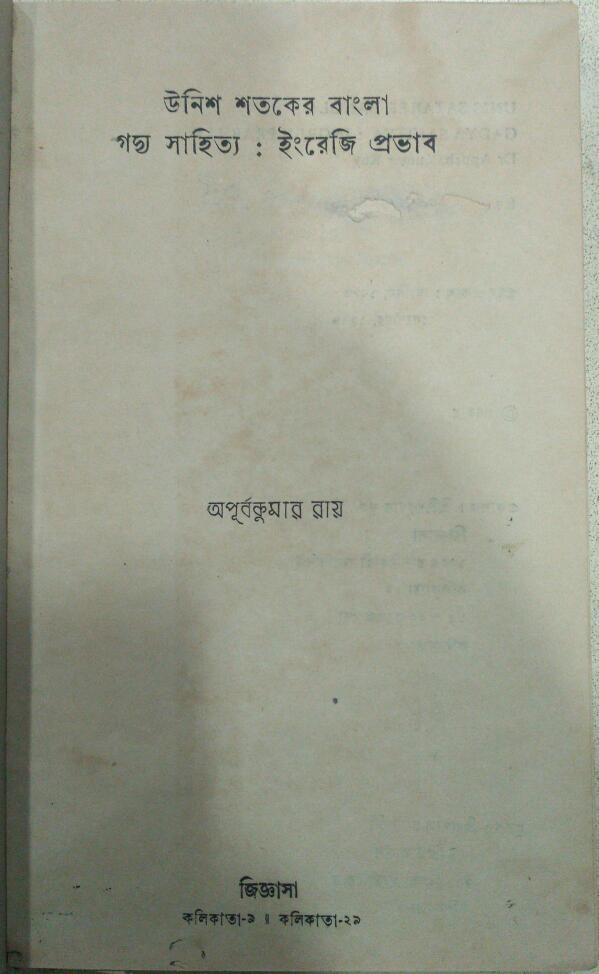 উনিশ শতকের বাংলা
গদ্য সাহিত্য : ইংরেজি প্রভাব
অপূর্বকুমার রায়
জিজ্ঞাসা
কলিকাতা-৯ ॥ কলিকাতা-২৯